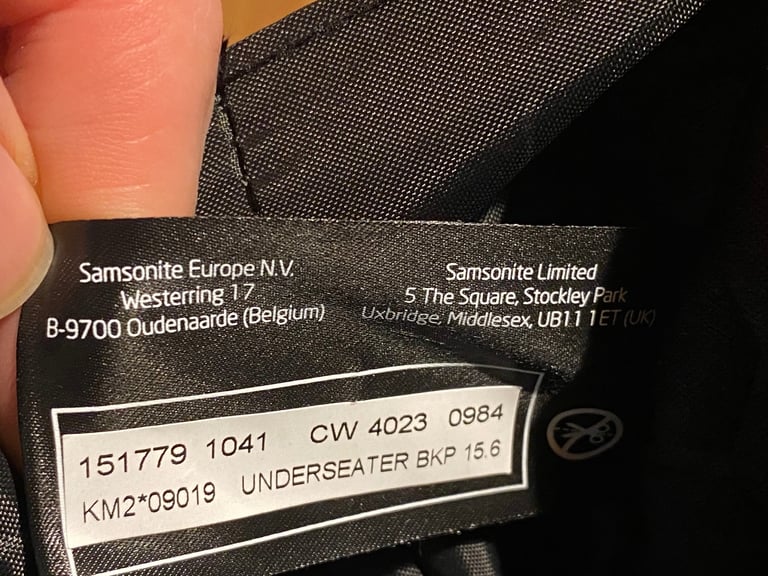 Samsonite Europe N.V.
Westerring 17
B-9700 Oudenaarde (Belgium)
Samsonite Limited
5 The Square, Stockley Park
Uxbridge, Middlesex, UB11 1ET (UK)
151779 1041 CW 4023 0984
KM2*09019 UNDERSEATER BKP 15.6